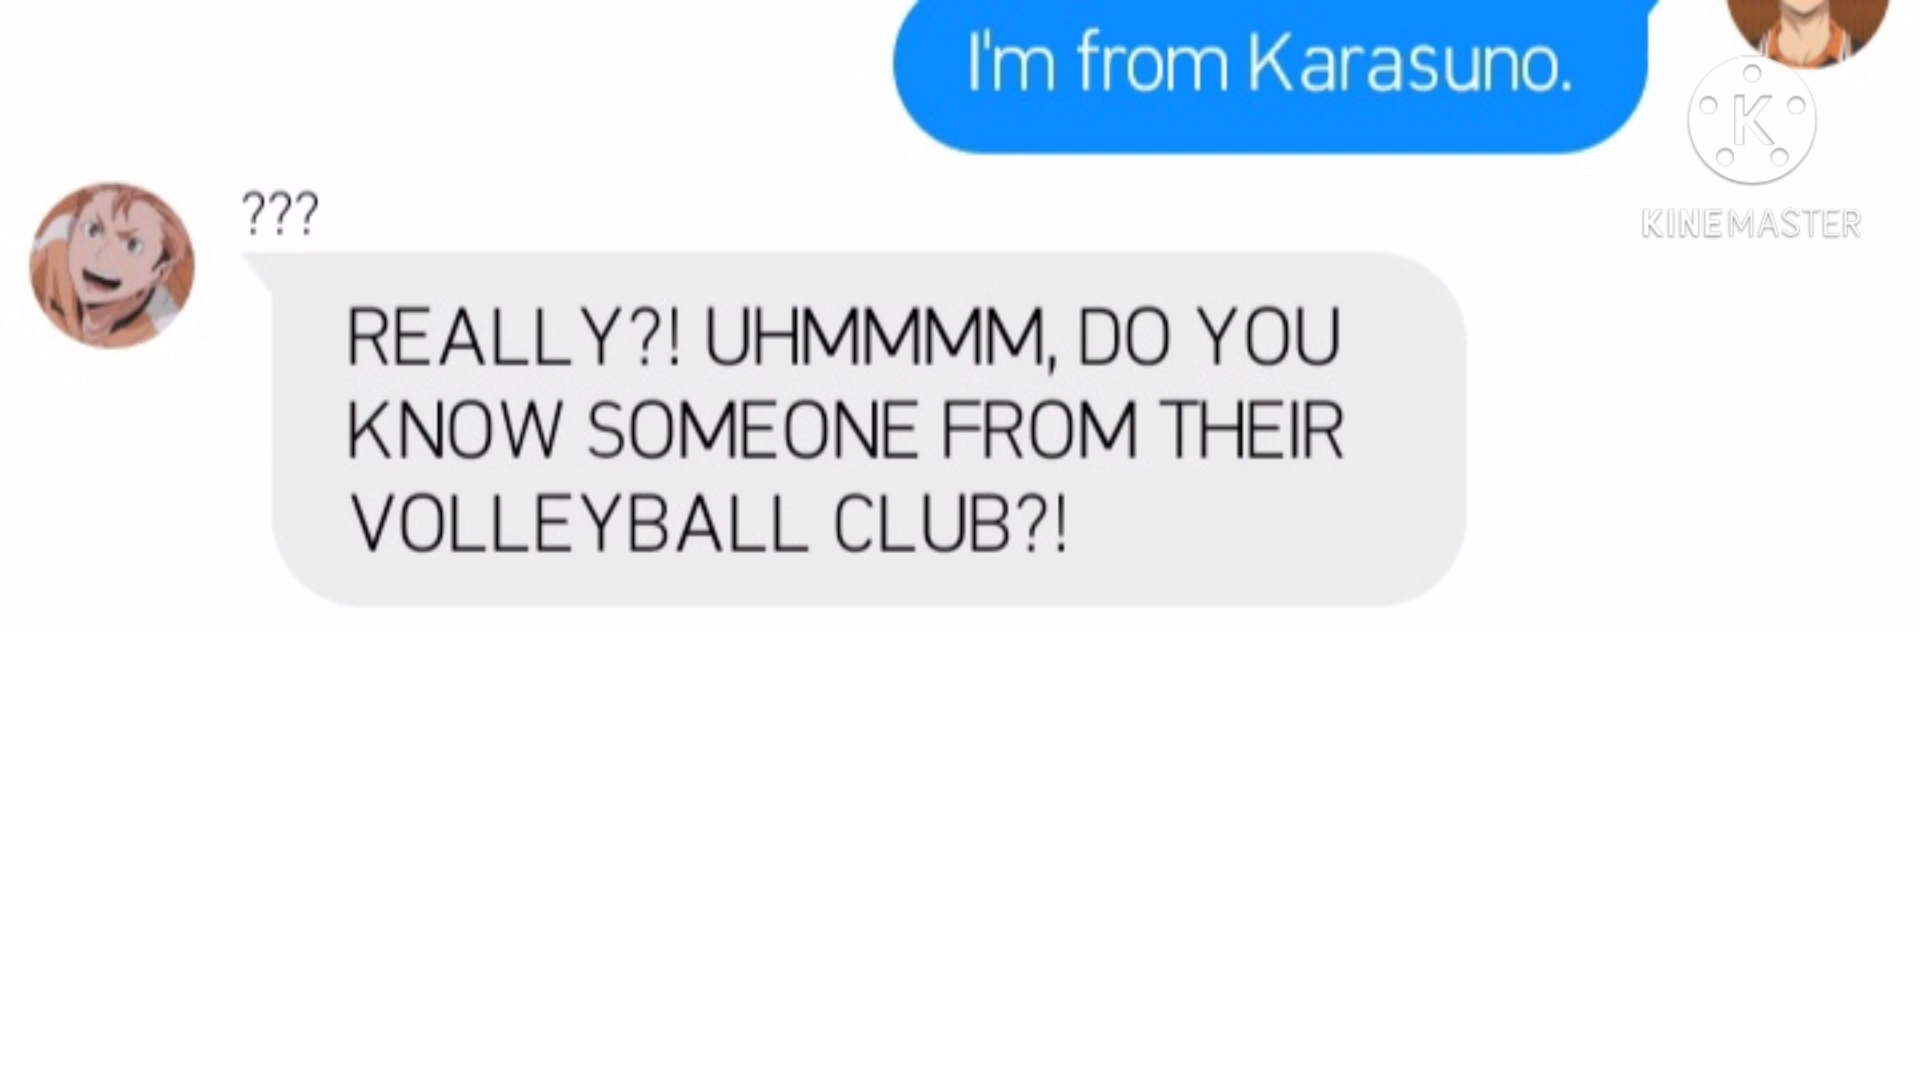 I'm from Karasuno.
K
KINEMASTER
???
REALLY?! UHMMMM, DO YOU
KNOW SOMEONE FROM THEIR
VOLLEYBALL CLUB?!